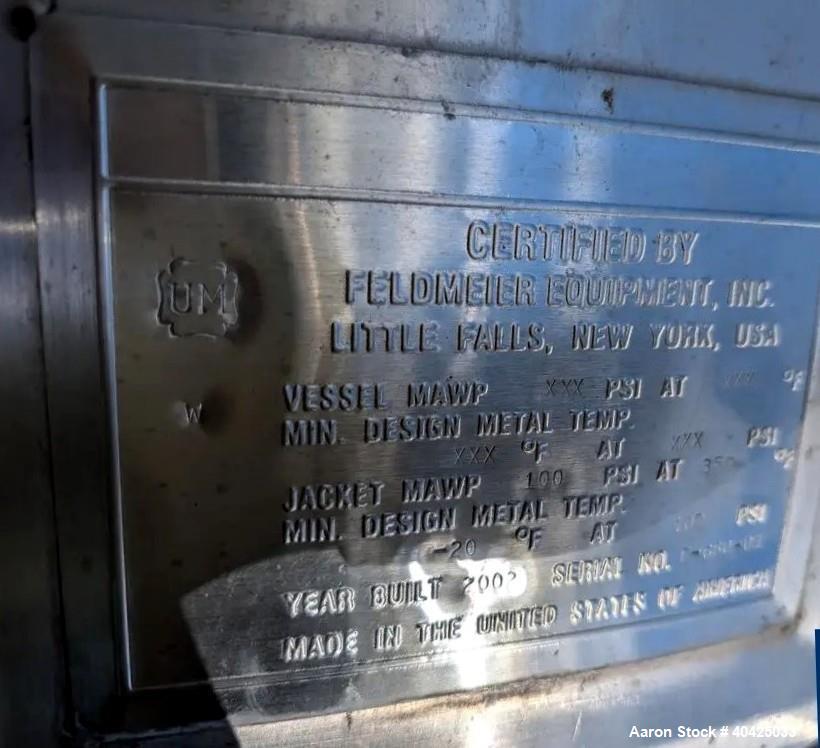 UM
W
CERTIFIED BY
FELDMEIER EQUIPMENT, INC.
LITTLE FALLS, NEW YORK, USA
VESSEL MAWP XXX PSI AT XXX °F
MIN. DESIGN METAL TEMP.
XXX °F AT XXX PSI
JACKET MAWP 100 PSI AT °F
MIN. DESIGN METAL TEMP.
-20 °F AT PSI
YEAR BUILT SERIAL NO.
MADE IN THE UNITED STATES OF AMERICA
Aaron Stock # 40425033